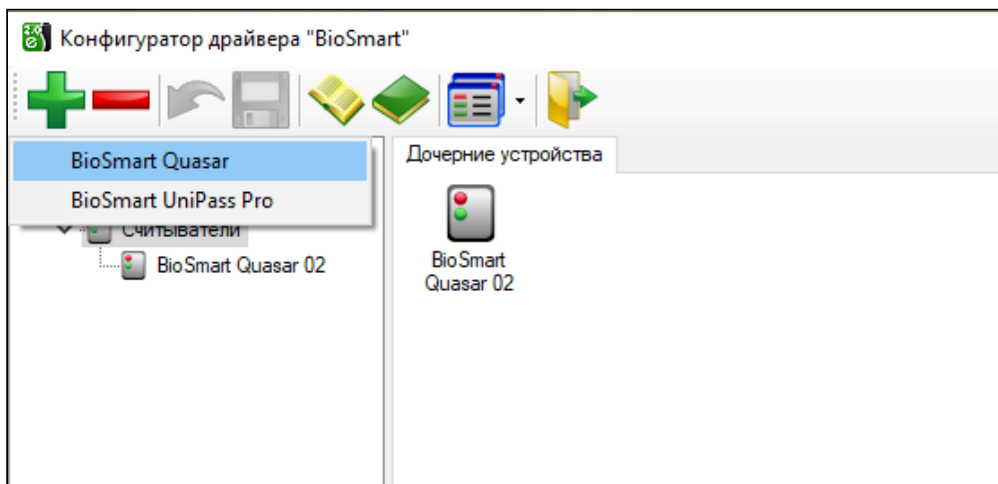 Конфигуратор драйвера "BioSmart"
BioSmart Quasar
BioSmart UniPass Pro
Считыватели
BioSmart Quasar 02
Дочерние устройства
BioSmart
Quasar 02